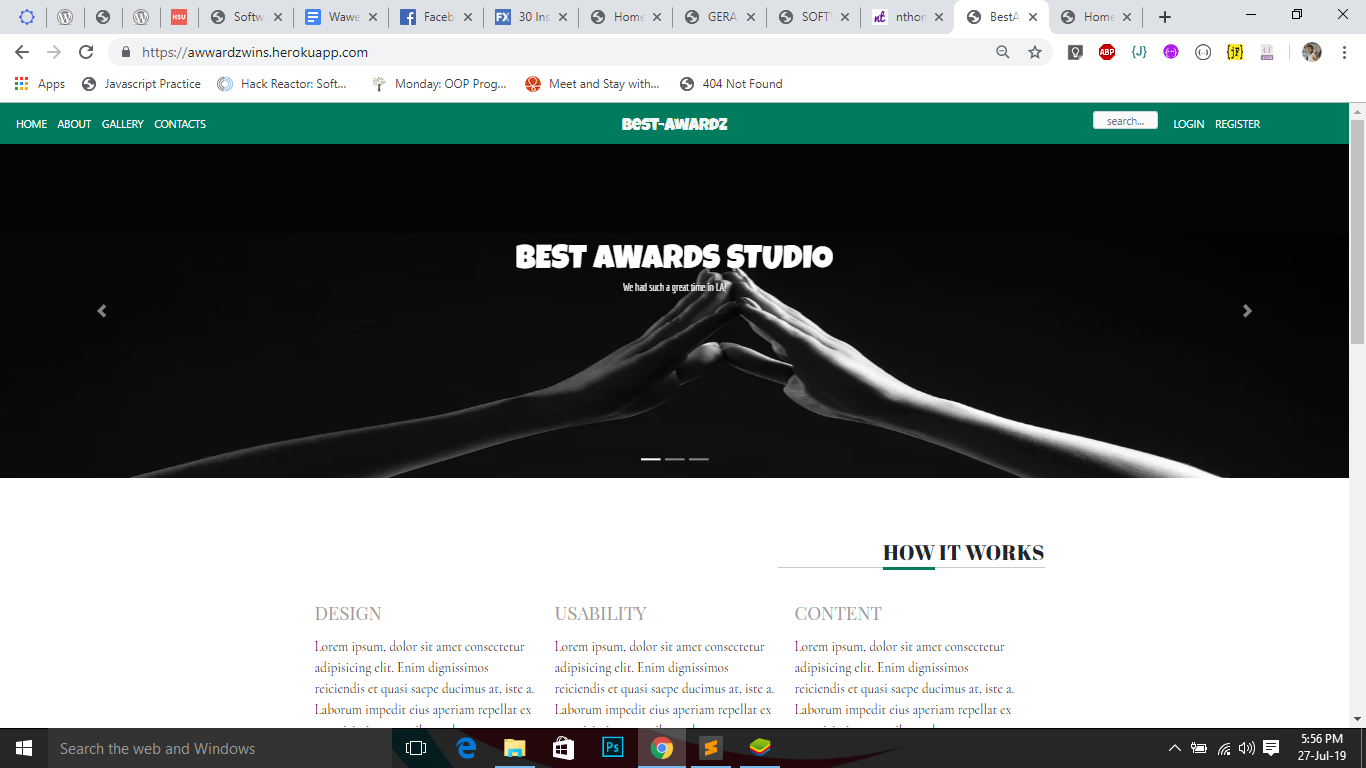 HSU
Softw
Wawe
Faceb
FX
30 Ins
Home
GERA
SOFT
nt
nthor
BestA
Home
https://awwardzwins.herokuapp.com
ABP
{J}
Apps
Javascript Practice
Hack Reactor: Soft...
Monday: OOP Prog...
Meet and Stay with...
404 Not Found
HOME ABOUT GALLERY CONTACTS
BEST-AWARDZ
search...
LOGIN REGISTER
BEST AWARDS STUDIO
We had such a great time in LA!
HOW IT WORKS
DESIGN
Lorem ipsum, dolor sit amet consectetur
adipisicing elit. Enim dignissimos
reiciendis et quasi saepe ducimus at, iste a.
Laborum impedit eius aperiam repellat ex
USABILITY
Lorem ipsum, dolor sit amet consectetur
adipisicing elit. Enim dignissimos
reiciendis et quasi saepe ducimus at, iste a.
Laborum impedit eius aperiam repellat ex
CONTENT
Lorem ipsum, dolor sit amet consectetur
adipisicing elit. Enim dignissimos
reiciendis et quasi saepe ducimus at, iste a.
Laborum impedit eius aperiam repellat ex
Search the web and Windows
Ps
5:56 PM
27-Jul-19